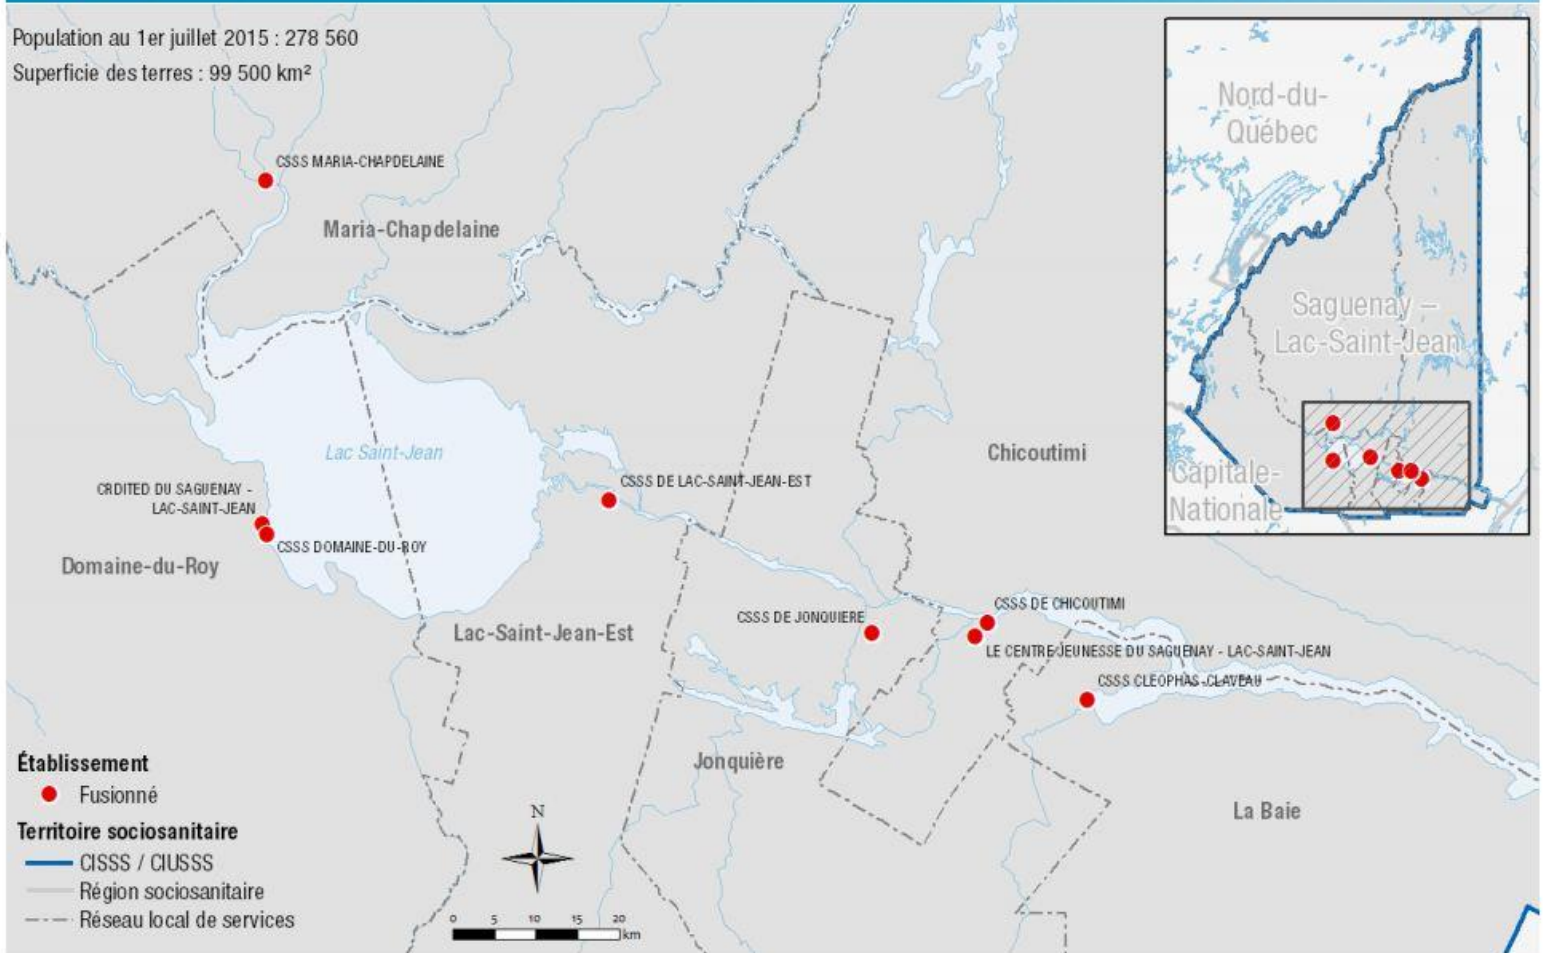 Population au 1er juillet 2015 : 278 560
Superficie des terres : 99 500 km²
Nord-du-
Québec
Saguenay –
Lac-Saint-Jean
Capitale-
Nationale
CSSS MARIA-CHAPDELAINE
Maria-Chapdelaine
Lac Saint-Jean
Chicoutimi
CSSS DE LAC-SAINT-JEAN-EST
CRDITED DU SAGUENAY -
LAC-SAINT-JEAN
CSSS DOMAINE-DU-ROY
Domaine-du-Roy
CSSS DE JONQUIERE
CSSS DE CHICOUTIMI
Lac-Saint-Jean-Est
LE CENTRE JEUNESSE DU SAGUENAY - LAC-SAINT-JEAN
CSSS CLEOPHAS-CLAVEAU
Jonquière
La Baie
Établissement
Fusionné
Territoire sociosanitaire
CISSS / CIUSSS
Région sociosanitaire
Réseau local de services
N
0 5 10 15 20
km